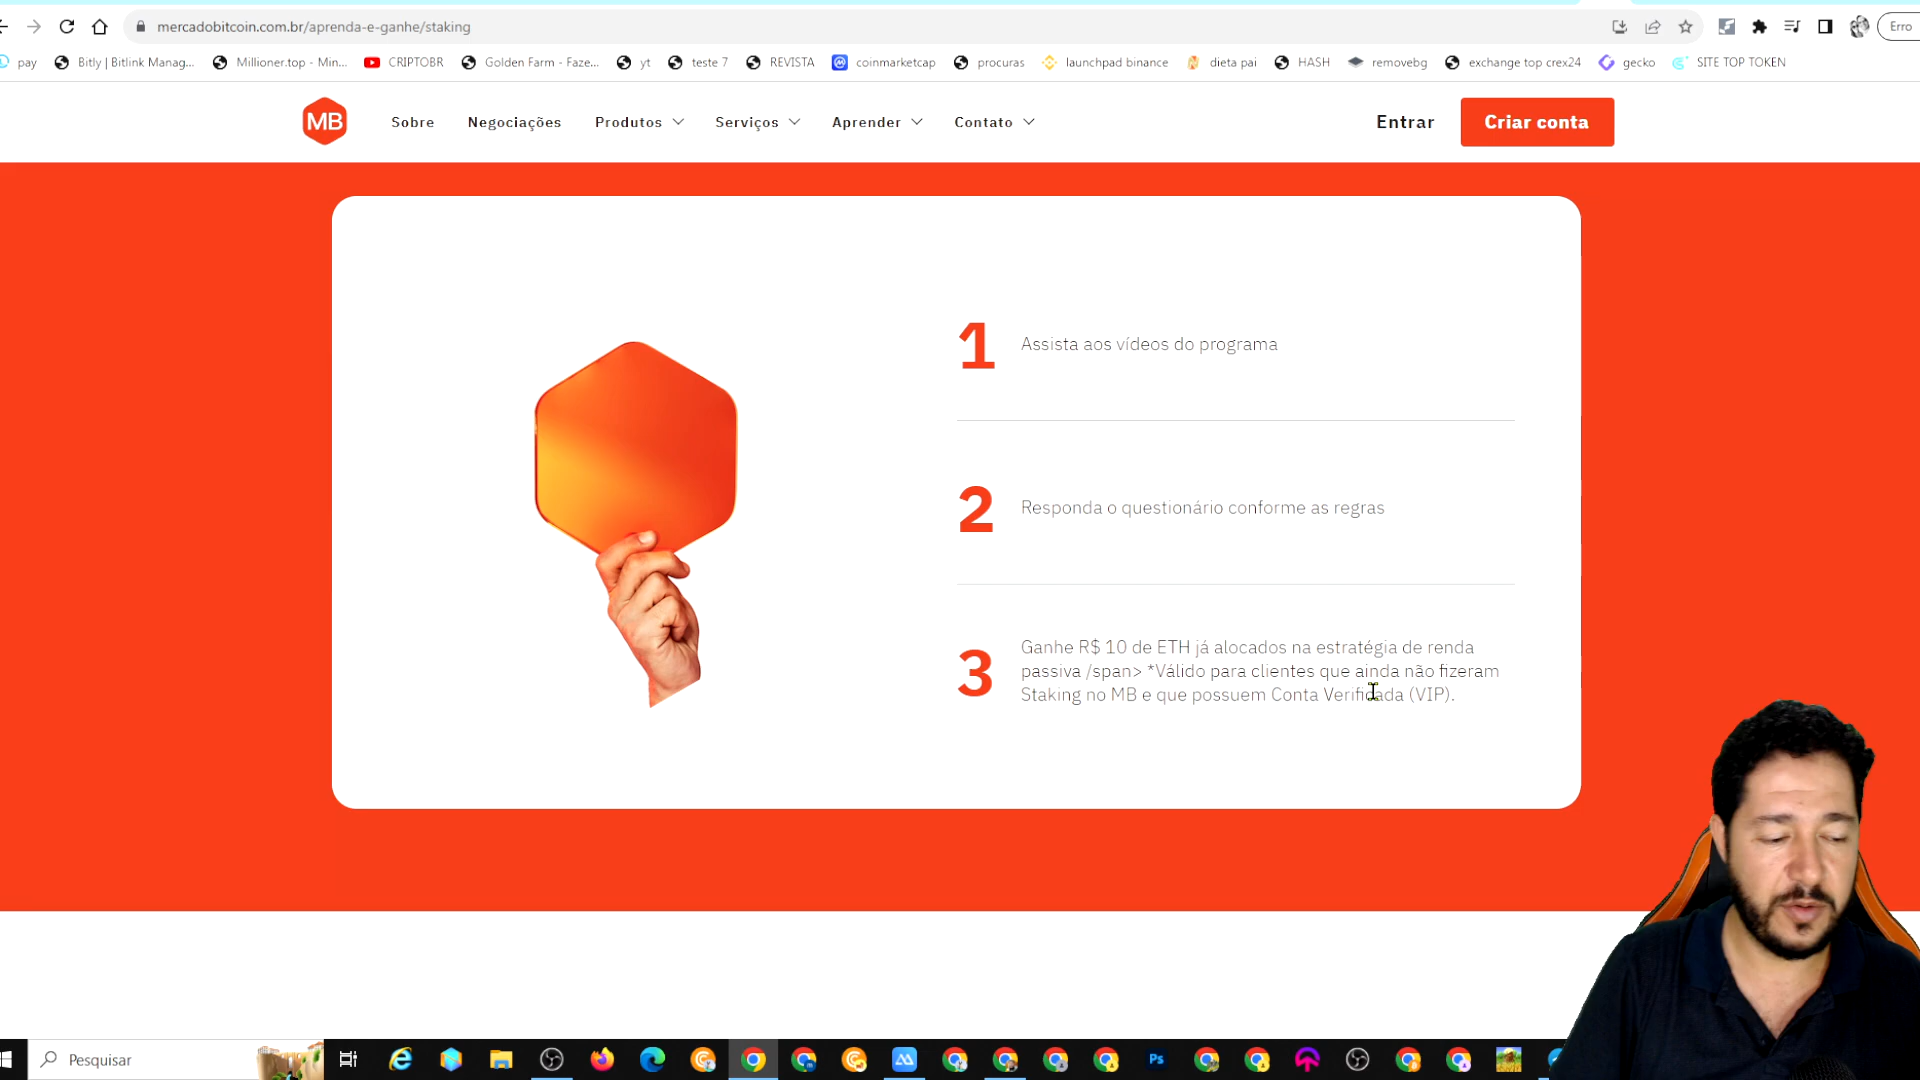 mercadobitcoin.com.br/aprenda-e-ganhe/staking
Erro
pay
Bitly | Bitlink Manag...
Millioner.top - Min...
CRIPTOBR
Golden Farm - Faze...
yt
teste 7
REVISTA
coinmarketcap
procuras
launchpad binance
dieta pai
HASH
removebg
exchange top crex24
gecko
SITE TOP TOKEN
MB
Sobre
Negociações
Produtos
Serviços
Aprender
Contato
Entrar
Criar conta
1
Assista aos vídeos do programa
2
Responda o questionário conforme as regras
3
Ganhe R$ 10 de ETH já alocados na estratégia de renda
passiva /span> *Válido para clientes que ainda não fizeram
Staking no MB e que possuem Conta Verificada (VIP).
Pesquisar
Ps